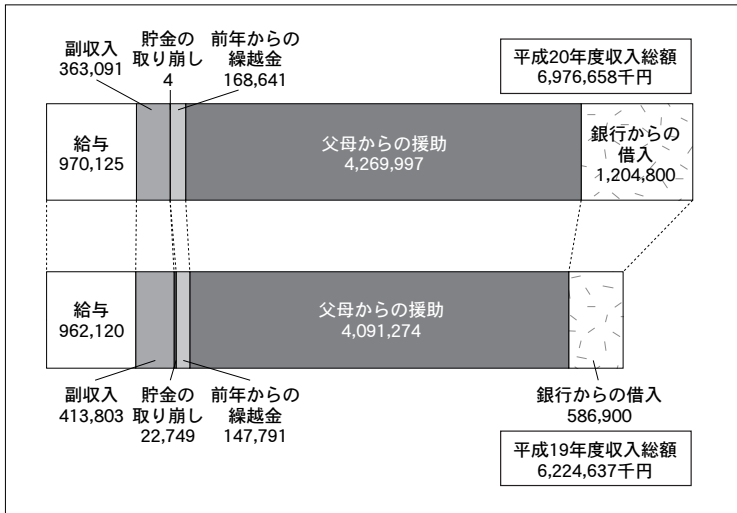 副収入
363,091
貯金の
取り崩し
4
前年からの
繰越金
168,641
平成20年度収入総額
6,976,658千円
給与
970,125
父母からの援助
4,269,997
銀行からの
借入
1,204,800
給与
962,120
父母からの援助
4,091,274
副収入
413,803
貯金の
取り崩し
22,749
前年からの
繰越金
147,791
銀行からの借入
586,900
平成19年度収入総額
6,224,637千円